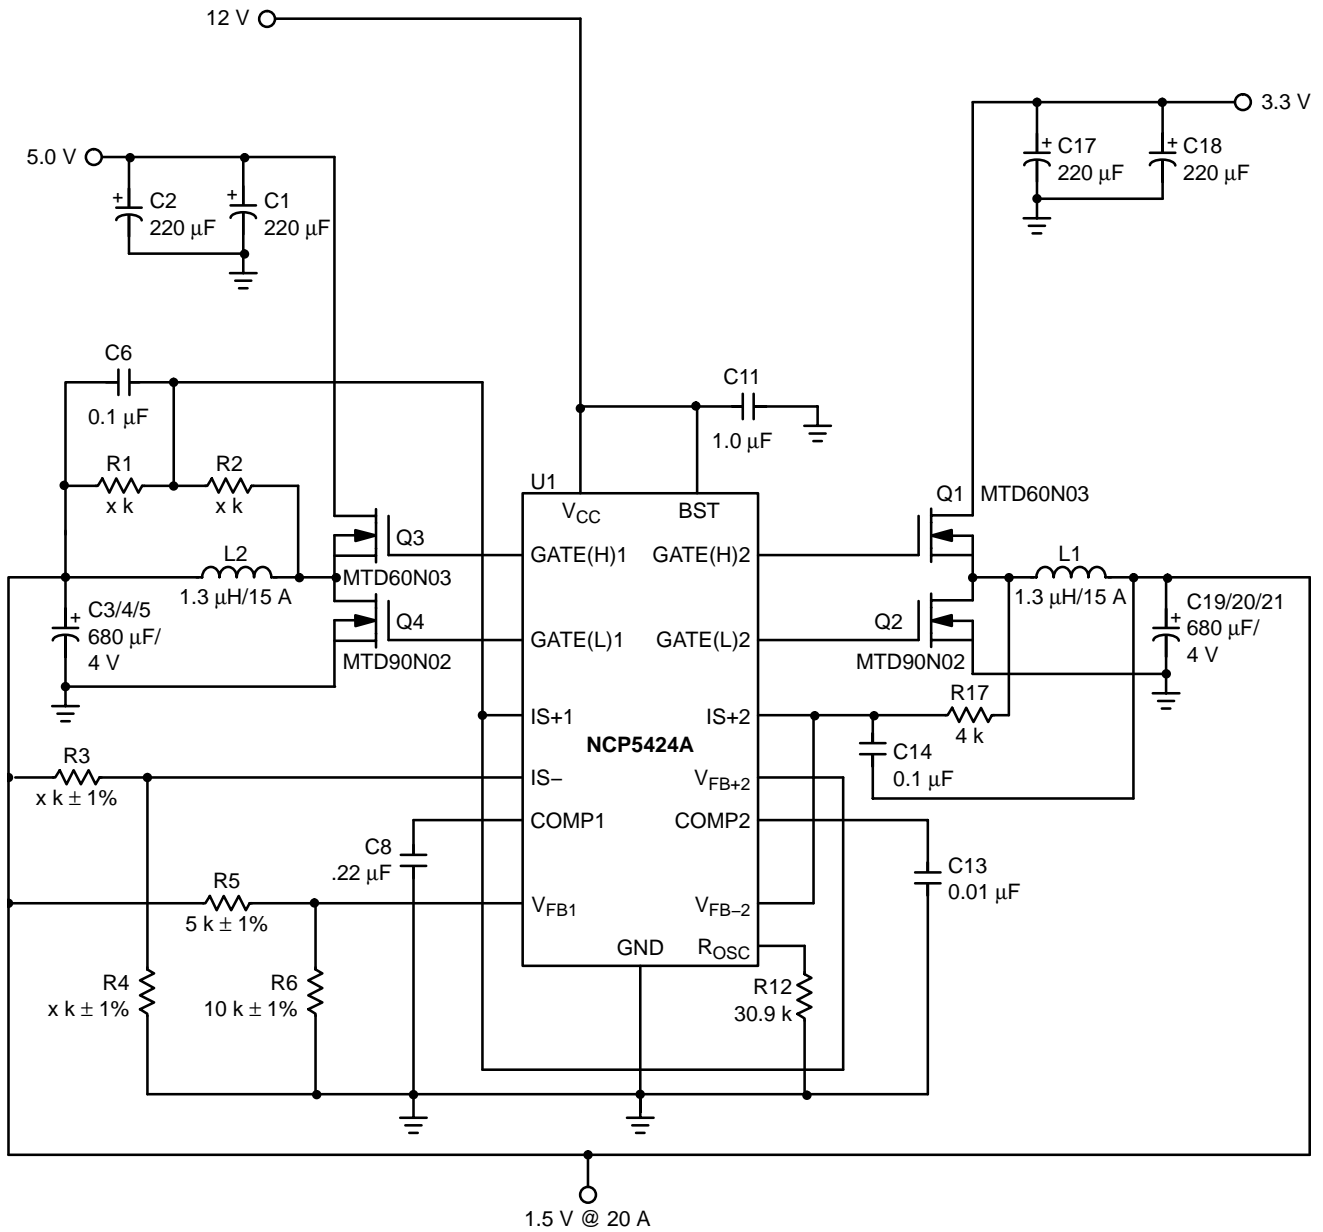 12 V
3.3 V
C17
220 μF
C18
220 μF
5.0 V
C2
220 μF
C1
220 μF
+
+
+
+
C6
0.1 μF
C11
1.0 μF
R1
x k
R2
x k
U1
VCC
BST
Q1
MTD60N03
Q3
MTD60N03
GATE(H)1
GATE(H)2
L2
1.3 μH/15 A
L1
1.3 μH/15 A
+
C3/4/5
680 μF/
4 V
Q4
MTD90N02
GATE(L)1
GATE(L)2
Q2
MTD90N02
+
C19/20/21
680 μF/
4 V
IS+1
IS+2
R17
4 k
NCP5424A
C14
0.1 μF
R3
x k ± 1%
IS−
VFB+2
COMP1
COMP2
C8
.22 μF
C13
0.01 μF
R5
5 k ± 1%
VFB1
VFB−2
GND
ROSC
R4
x k ± 1%
R6
10 k ± 1%
R12
30.9 k
1.5 V @ 20 A